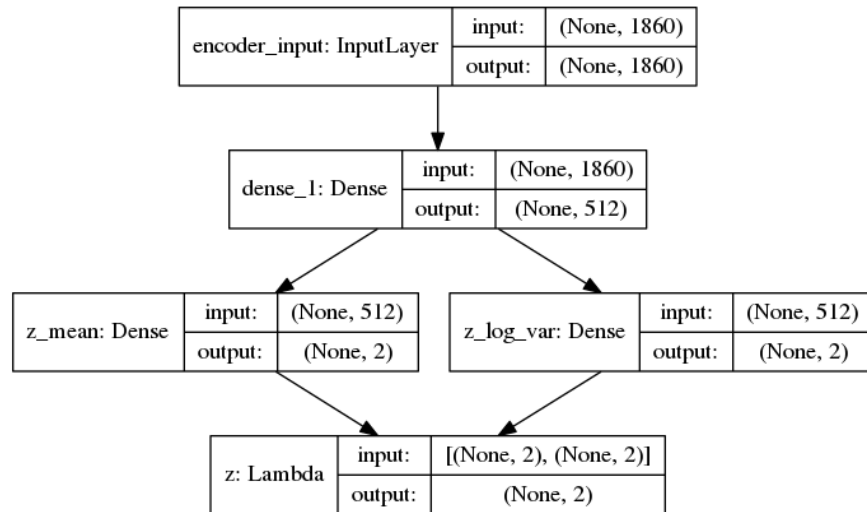 encoder_input: InputLayer
input: (None, 1860)
output: (None, 1860)
dense_1: Dense
input: (None, 1860)
output: (None, 512)
z_mean: Dense
input: (None, 512)
output: (None, 2)
z_log_var: Dense
input: (None, 512)
output: (None, 2)
z: Lambda
input: [(None, 2), (None, 2)]
output: (None, 2)